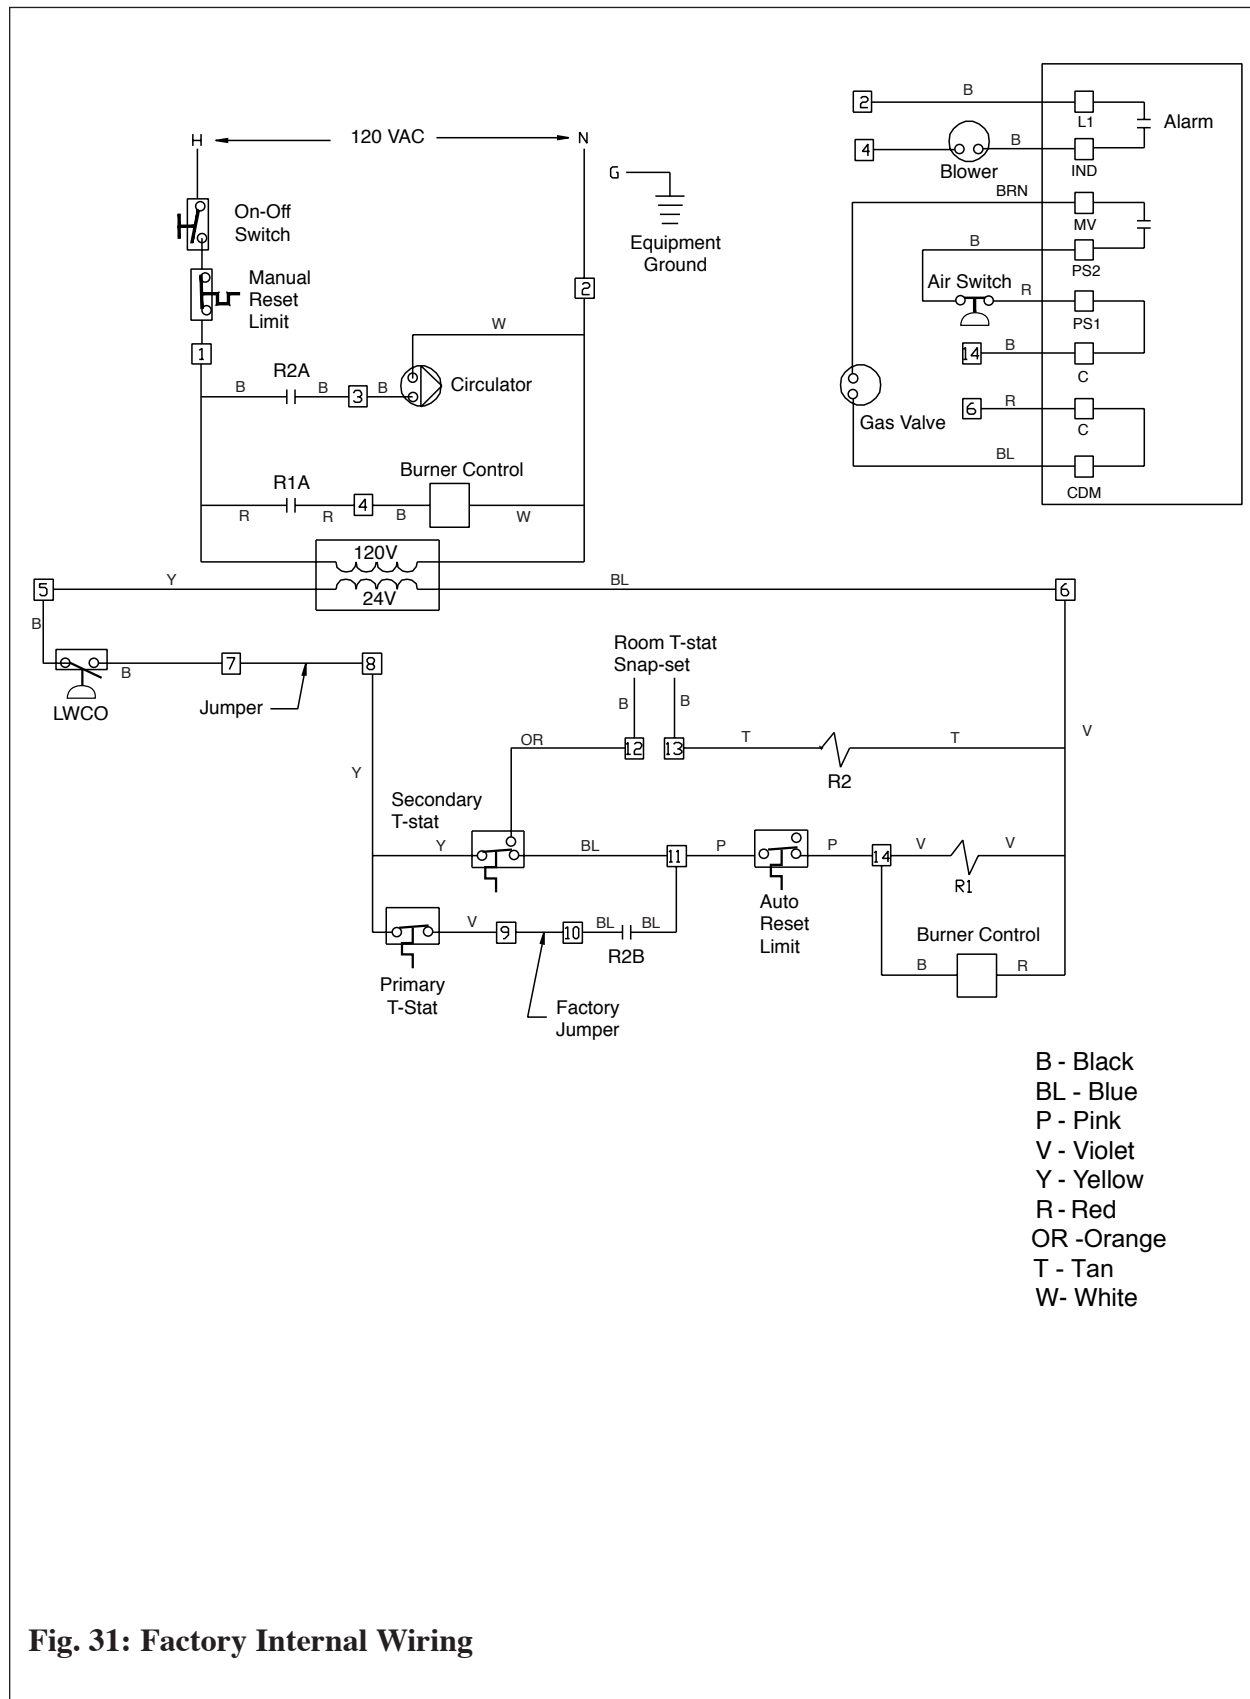 H
120 VAC
N
On-Off
Switch
Manual
Reset
Limit
1
2
G
Equipment
Ground
W
R2A
B
B
3
B
Circulator
R1A
R
R
4
B
Burner Control
W
120V
24V
5
Y
BL
6
B
LWCO
B
7
Jumper
8
Y
Room T-stat
Snap-set
B
B
OR
12
13
T
R2
T
V
Secondary
T-stat
Y
BL
11
P
Auto
Reset
Limit
P
14
V
R1
V
Primary
T-Stat
V
9
Factory
Jumper
10
BL
BL
R2B
Burner Control
B
R
2
B
L1
Alarm
4
Blower
B
IND
BRN
MV
B
PS2
Air Switch
R
PS1
14
B
C
Gas Valve
6
R
C
BL
CDM
B - Black
BL - Blue
P - Pink
V - Violet
Y - Yellow
R - Red
OR -Orange
T - Tan
W- White
Fig. 31: Factory Internal Wiring